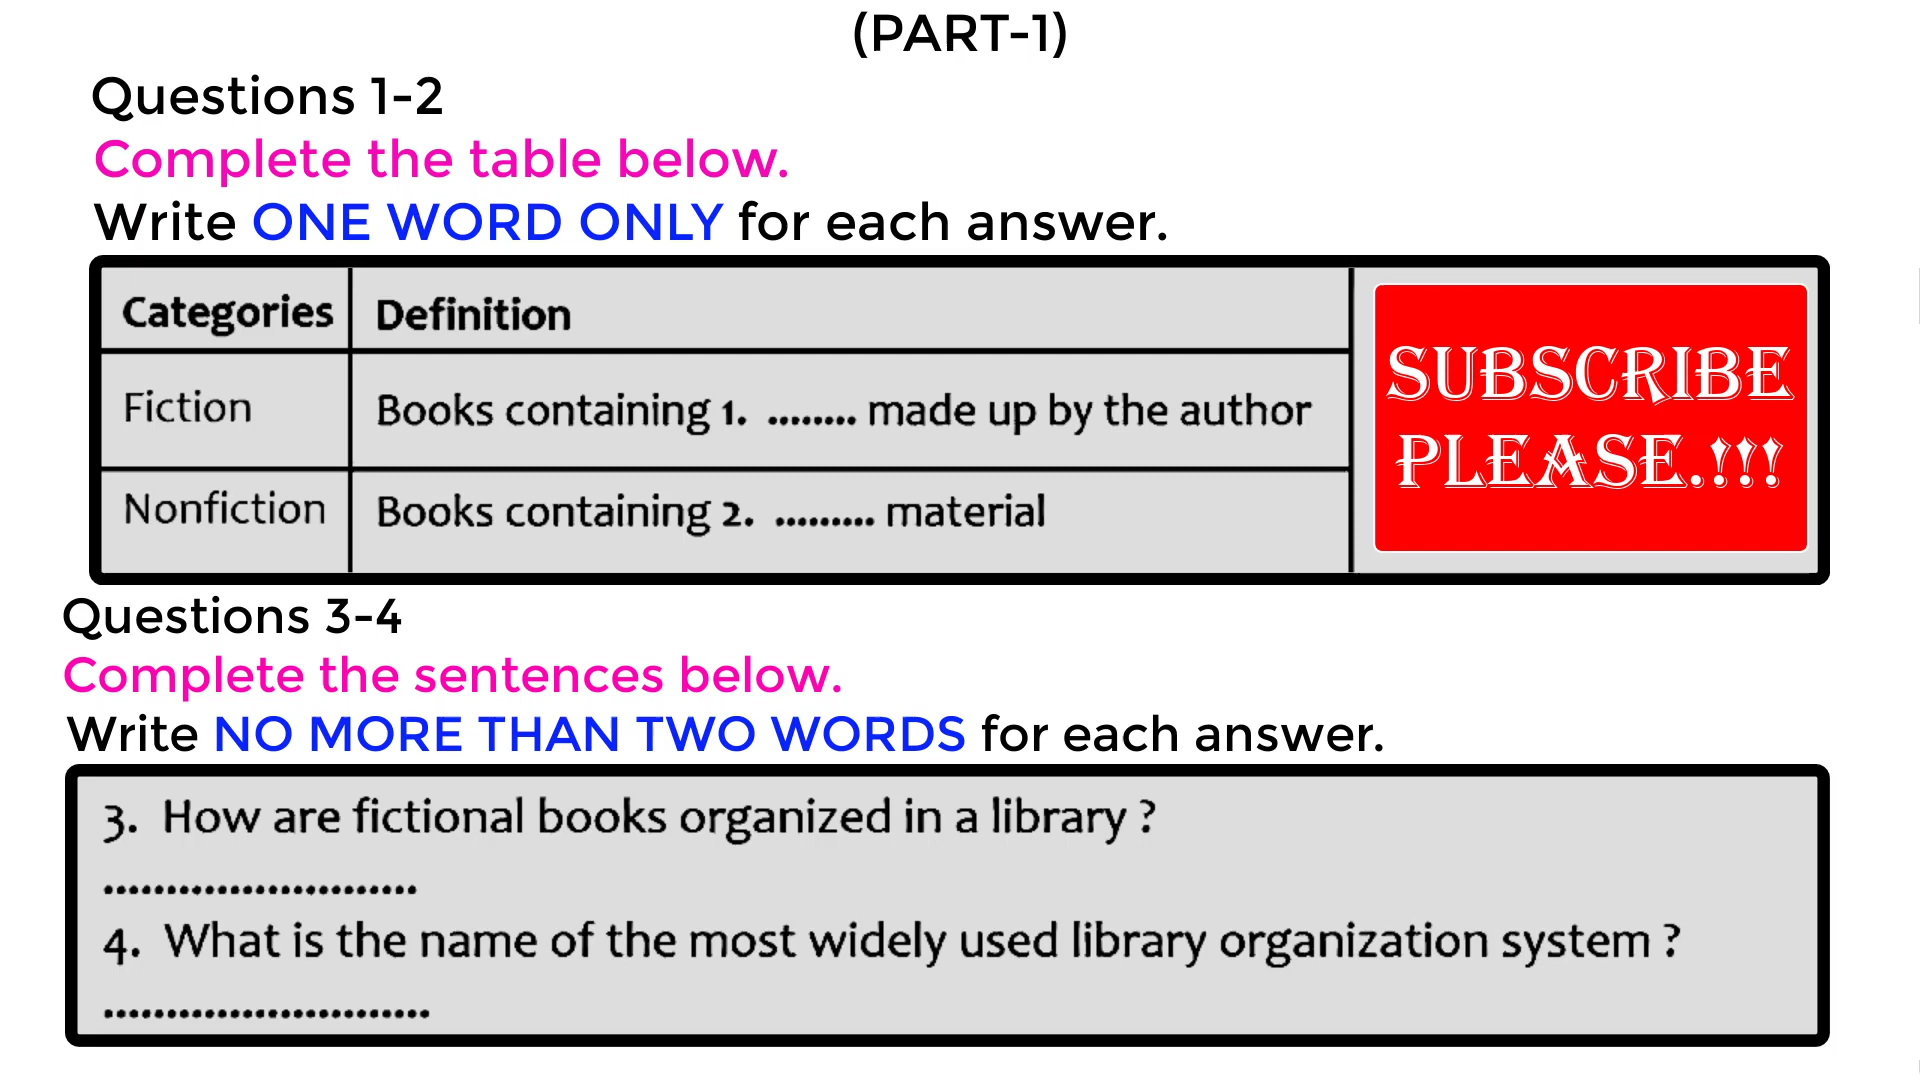 (PART-1)
Questions 1-2
Complete the table below.
Write ONE WORD ONLY for each answer.
Categories Definition
Fiction Books containing 1. ........ made up by the author
Nonfiction Books containing 2. ......... material
SUBSCRIBE
PLEASE.!!!
Questions 3-4
Complete the sentences below.
Write NO MORE THAN TWO WORDS for each answer.
3. How are fictional books organized in a library ?
.........................
4. What is the name of the most widely used library organization system ?
..........................